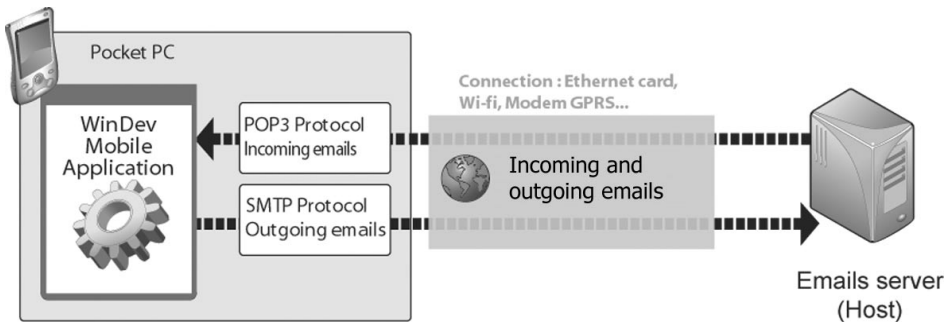 Pocket PC
WinDev
Mobile
Application
POP3 Protocol
Incoming emails
SMTP Protocol
Outgoing emails
Connection : Ethernet card,
Wi-fi, Modem GPRS...
Incoming and
outgoing emails
Emails server
(Host)